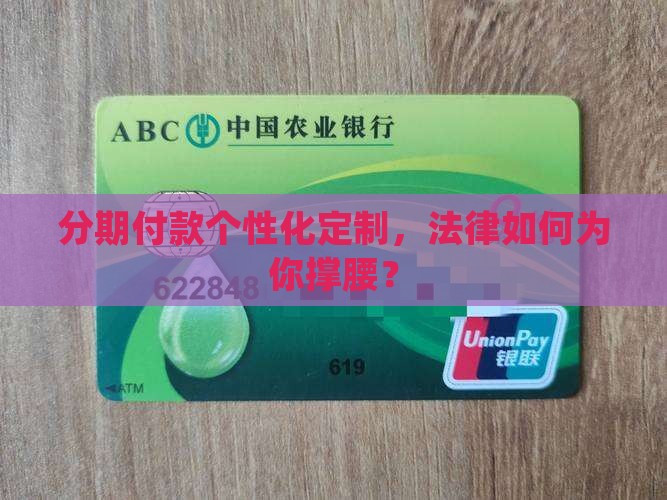 ABC 中国农业银行
分期付款个性化定制，法律如何为
你撑腰？
622848
619
UnionPay
银联
◄ATM